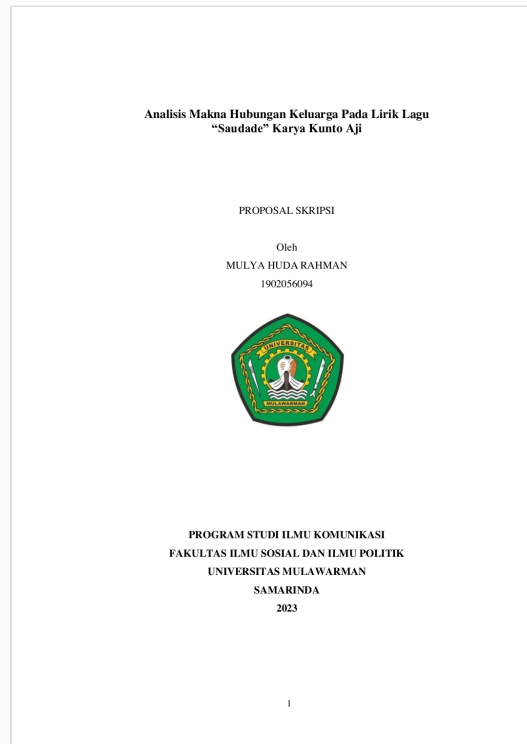 Analisis Makna Hubungan Keluarga Pada Lirik Lagu
“Saudade” Karya Kunto Aji
PROPOSAL SKRIPSI
Oleh
MULYA HUDA RAHMAN
1902056094
UNIVERSITAS
MULAWARMAN
PROGRAM STUDI ILMU KOMUNIKASI
FAKULTAS ILMU SOSIAL DAN ILMU POLITIK
UNIVERSITAS MULAWARMAN
SAMARINDA
2023
1